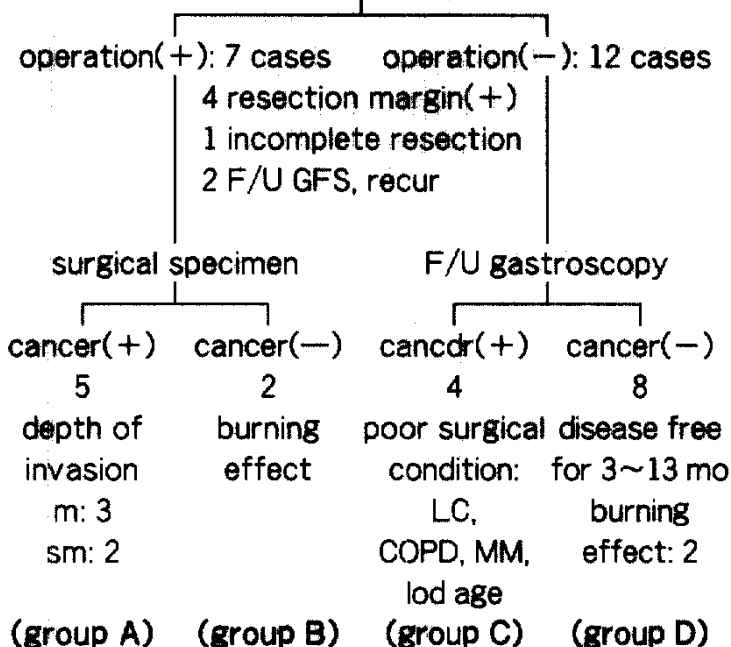 operation(+): 7 cases operation(−): 12 cases
4 resection margin(+)
1 incomplete resection
2 F/U GFS, recur
surgical specimen F/U gastroscopy
cancer(+) cancer(−) cancdr(+) cancer(−)
5 2 4 8
depth of burning poor surgical disease free
invasion effect condition: for 3~13 mo
m: 3 LC, burning
sm: 2 COPD, MM, effect: 2
lod age
(group A) (group B) (group C) (group D)